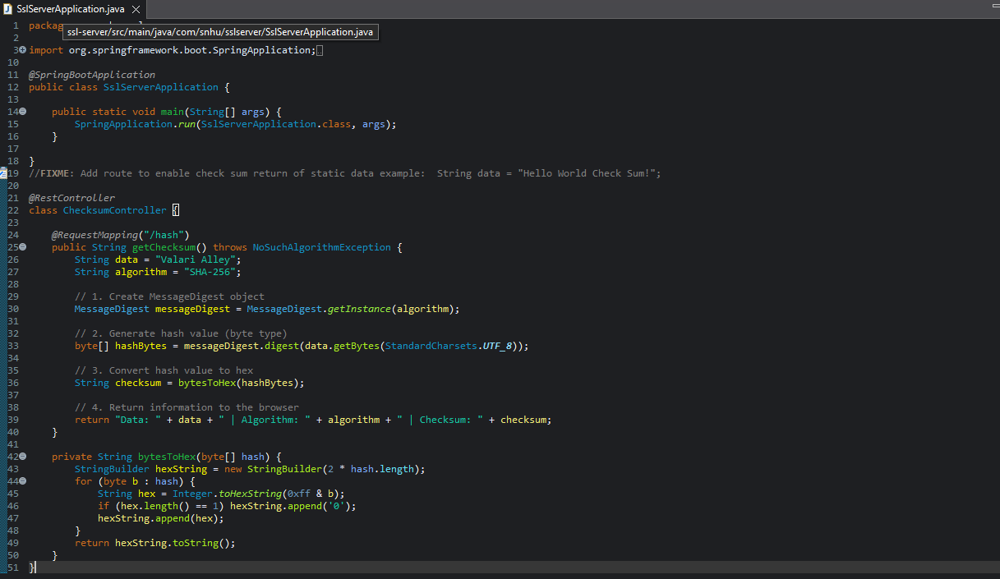 SslServerApplication.java
1 packag
ssl-server/src/main/java/com/snhu/sslserver/SslServerApplication.java
2
3 import org.springframework.boot.SpringApplication;
10
11 @SpringBootApplication
12 public class SslServerApplication {
13
14 public static void main(String[] args) {
15 SpringApplication.run(SslServerApplication.class, args);
16 }
17
18 }
19 //FIXME: Add route to enable check sum return of static data example:  String data = "Hello World Check Sum!";
20
21 @RestController
22 class ChecksumController {
23
24 @RequestMapping("/hash")
25 public String getChecksum() throws NoSuchAlgorithmException {
26 String data = "Valari Alley";
27 String algorithm = "SHA-256";
28
29 // 1. Create MessageDigest object
30 MessageDigest messageDigest = MessageDigest.getInstance(algorithm);
31
32 // 2. Generate hash value (byte type)
33 byte[] hashBytes = messageDigest.digest(data.getBytes(StandardCharsets.UTF_8));
34
35 // 3. Convert hash value to hex
36 String checksum = bytesToHex(hashBytes);
37
38 // 4. Return information to the browser
39 return "Data: " + data + " | Algorithm: " + algorithm + " | Checksum: " + checksum;
40 }
41
42 private String bytesToHex(byte[] hash) {
43 StringBuilder hexString = new StringBuilder(2 * hash.length);
44 for (byte b : hash) {
45 String hex = Integer.toHexString(0xff & b);
46 if (hex.length() == 1) hexString.append('0');
47 hexString.append(hex);
48 }
49 return hexString.toString();
50 }
51 }